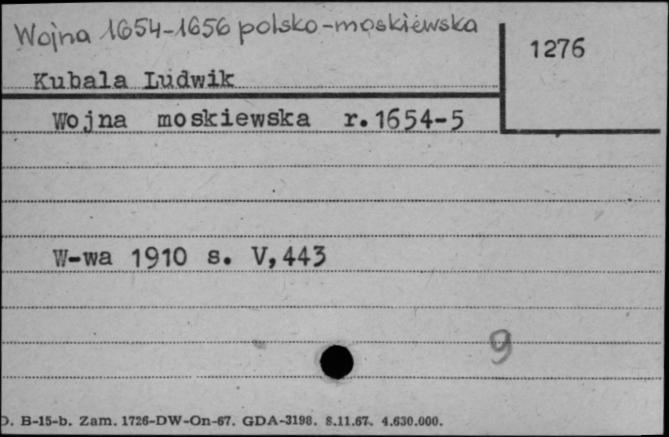 Wojna 1654-1656 polsko-moskiewska
1276
Kubala Ludwik
Wojna moskiewska r.1654-5
W-wa 1910 s. V,443
9
D. B-15-b. Zam. 1726-DW-On-67. GDA-3198. 8.11.67. 4.630.000.